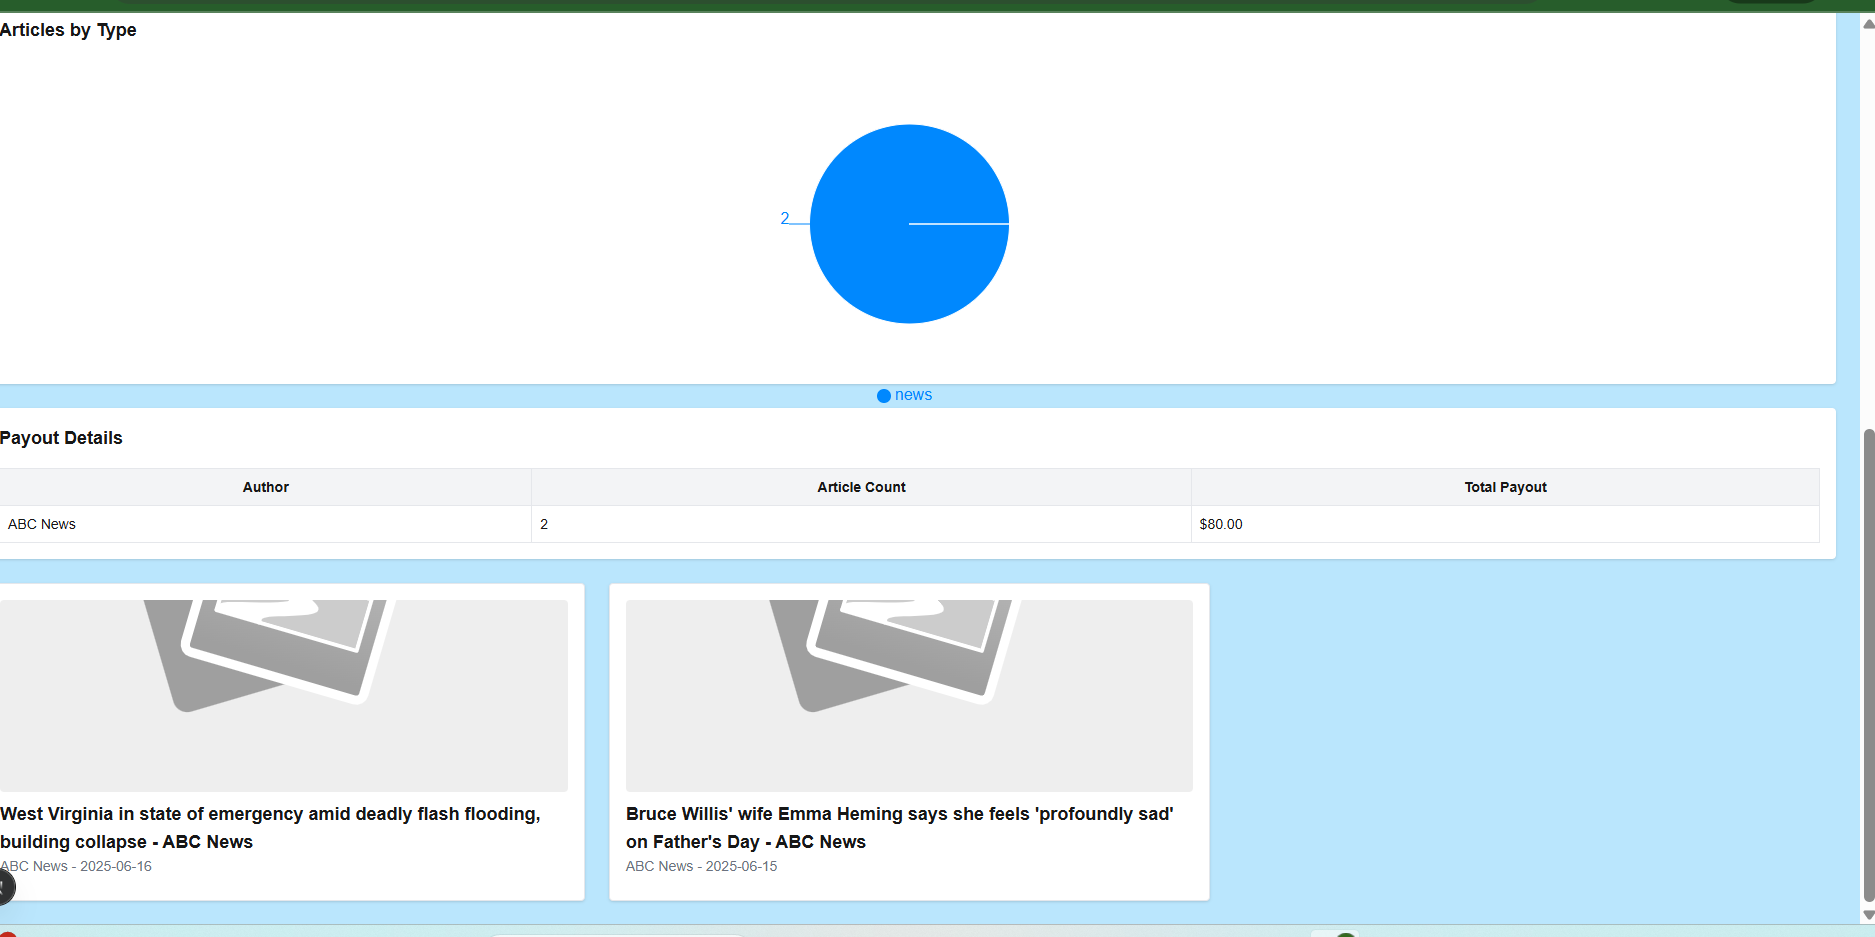 Articles by Type
2
news
Payout Details
Author Article Count Total Payout
ABC News 2 $80.00
West Virginia in state of emergency amid deadly flash flooding,
building collapse - ABC News
ABC News - 2025-06-16
Bruce Willis' wife Emma Heming says she feels 'profoundly sad'
on Father's Day - ABC News
ABC News - 2025-06-15